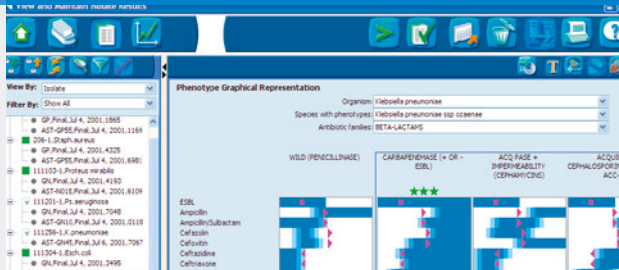 View and Maintain Isolate Results
View By: Isolate
Filter By: Show All
GP,Final,Jul 4, 2001,1865
AST-GP55,Final,Jul 4, 2001,1169
206-1,Staph.aureus
GP,Final,Jul 4, 2001,4325
AST-GP55,Final,Jul 4, 2001,6981
111103-1,Proteus mirabilis
GN,Final,Jul 4, 2001,4193
AST-N018,Final,Jul 4, 2001,6109
111201-1,Ps.aeruginosa
GN,Final,Jul 4, 2001,7048
AST-GN10,Final,Jul 4, 2001,0118
111256-1,K.pneumoniae
AST-GN45,Final,Jul 6, 2001,7067
111304-1,Esch.coli
GN,Final,Jul 4, 2001,3495
Phenotype Graphical Representation
Organism: Klebsiella pneumoniae
Species with phenotypes: Klebsiella pneumoniae ssp ozaenae
Antibiotic families: BETA-LACTAMS
WILD (PENICILLINASE)
CARBAPENEMASE (+ OR -
ESBL)
ACQ PASE +
IMPERMEABILITY
(CEPHAMYCINS)
ACQUI
CEPHALOSPORIN
ACC-
ESBL
Ampicillin
Ampicillin/Sulbactam
Cefazolin
Cefoxitin
Ceftazidime
Ceftriaxone